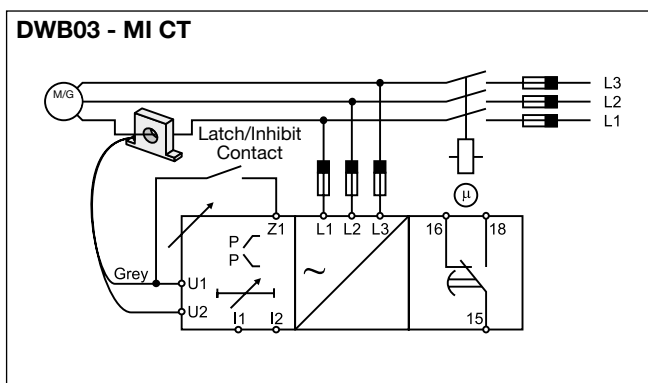 DWB03 - MI CT
M/G
L3
L2
L1
Latch/Inhibit
Contact
μ
Z1
L1
L2
L3
16
18
P
P
~
Grey
U1
U2
I1
I2
15